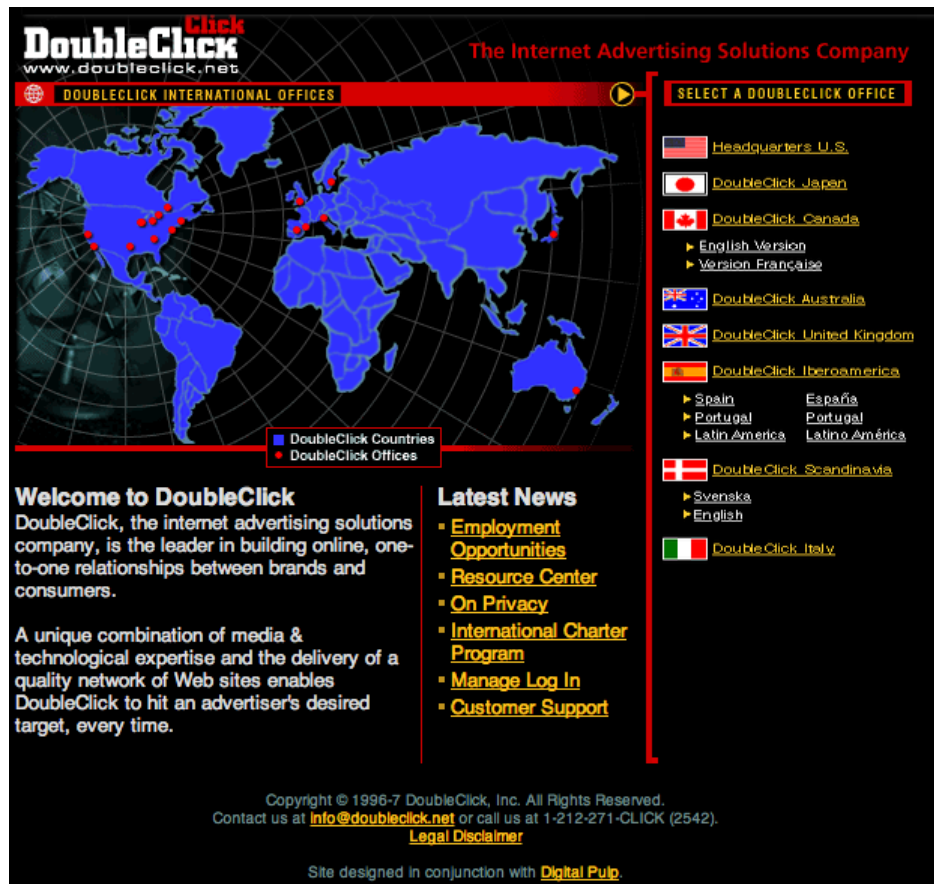 Click
DoubleClick
www.doubleclick.net
The Internet Advertising Solutions Company
DOUBLECLICK INTERNATIONAL OFFICES
DoubleClick Countries
DoubleClick Offices
Welcome to DoubleClick
DoubleClick, the internet advertising solutions
company, is the leader in building online, one-
to-one relationships between brands and
consumers.
A unique combination of media &
technological expertise and the delivery of a
quality network of Web sites enables
DoubleClick to hit an advertiser's desired
target, every time.
Latest News
Employment
Opportunities
Resource Center
On Privacy
International Charter
Program
Manage Log In
Customer Support
SELECT A DOUBLECLICK OFFICE
Headquarters U.S.
DoubleClick Japan
DoubleClick Canada
English Version
Version Française
DoubleClick Australia
DoubleClick United Kingdom
DoubleClick Iberoamerica
Spain España
Portugal Portugal
Latin America Latino América
DoubleClick Scandinavia
Svenska
English
DoubleClick Italy
Copyright © 1996-7 DoubleClick, Inc. All Rights Reserved.
Contact us at info@doubleclick.net or call us at 1-212-271-CLICK (2542).
Legal Disclaimer
Site designed in conjunction with Digital Pulp.